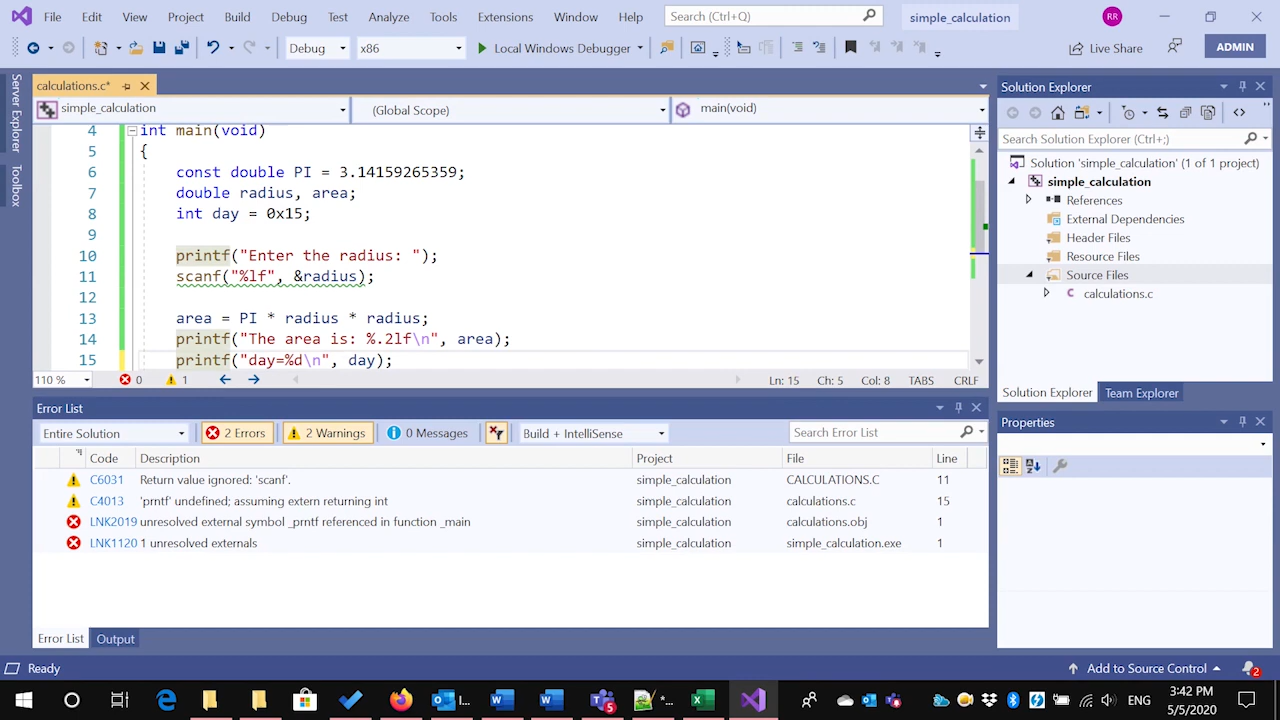 File Edit View Project Build Debug Test Analyze Tools Extensions Window Help Search (Ctrl+Q) simple_calculation RR
Debug x86 Local Windows Debugger Live Share ADMIN
Server Explorer
Toolbox
calculations.c*
simple_calculation (Global Scope) main(void)
4 int main(void)
5 {
6 const double PI = 3.14159265359;
7 double radius, area;
8 int day = 0x15;
9
10 printf("Enter the radius: ");
11 scanf("%lf", &radius);
12
13 area = PI * radius * radius;
14 printf("The area is: %.2lf\n", area);
15 printf("day=%d\n", day);
110 % 0 1 Ln: 15 Ch: 5 Col: 8 TABS CRLF
Error List
Entire Solution 2 Errors 2 Warnings 0 Messages Build + IntelliSense Search Error List
Code Description Project File Line
C6031 Return value ignored: 'scanf'. simple_calculation CALCULATIONS.C 11
C4013 'prntf' undefined; assuming extern returning int simple_calculation calculations.c 15
LNK2019 unresolved external symbol _prntf referenced in function _main simple_calculation calculations.obj 1
LNK1120 1 unresolved externals simple_calculation simple_calculation.exe 1
Error List Output
Solution Explorer
Search Solution Explorer (Ctrl+;)
Solution 'simple_calculation' (1 of 1 project)
simple_calculation
References
External Dependencies
Header Files
Resource Files
Source Files
calculations.c
Solution Explorer Team Explorer
Properties
Ready Add to Source Control 2
I... 5 *... ENG 3:42 PM
5/5/2020